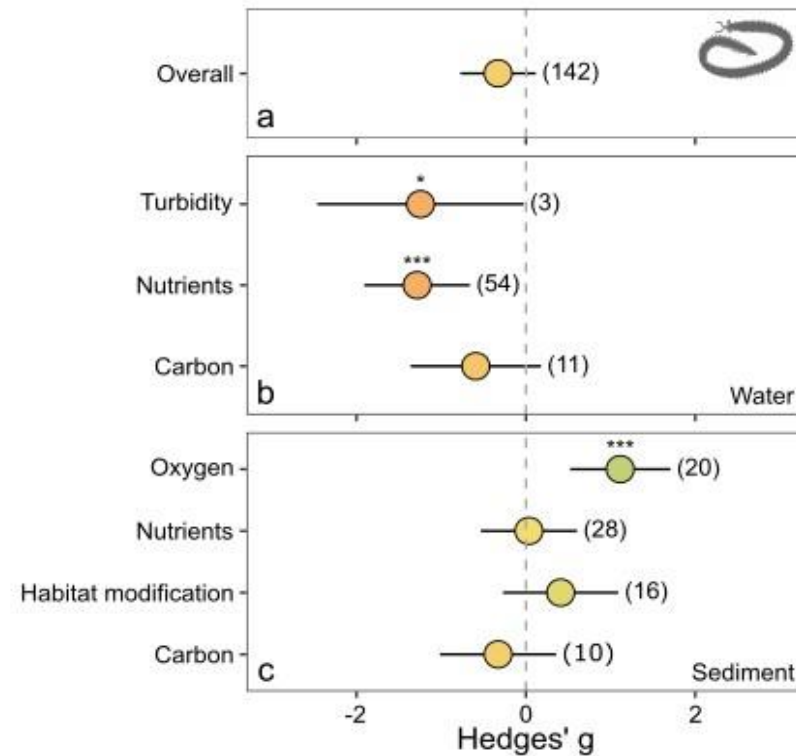 Overall (142)
a
*
Turbidity (3)
***
Nutrients (54)
Carbon (11)
b Water
***
Oxygen (20)
Nutrients (28)
Habitat modification (16)
Carbon (10)
c Sediment
-2 0 2
Hedges' g